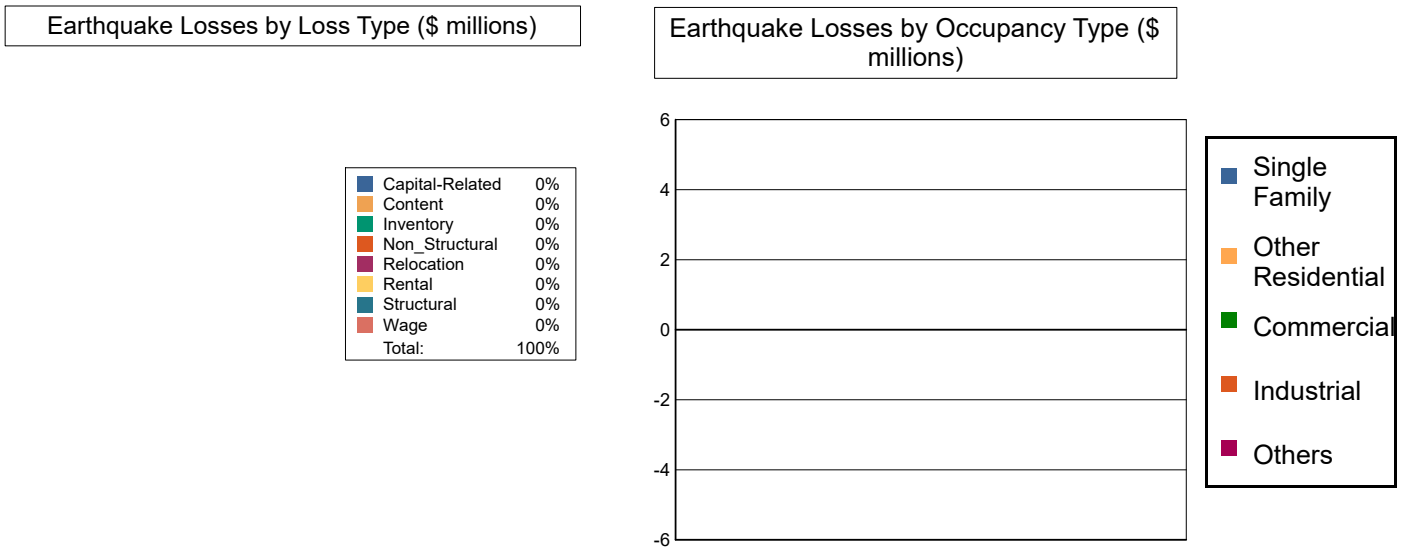 Earthquake Losses by Loss Type ($ millions)
Capital-Related 0%
Content 0%
Inventory 0%
Non_Structural 0%
Relocation 0%
Rental 0%
Structural 0%
Wage 0%
Total: 100%
Earthquake Losses by Occupancy Type ($
millions)
6
4
2
0
-2
-4
-6
Single
Family
Other
Residential
Commercial
Industrial
Others